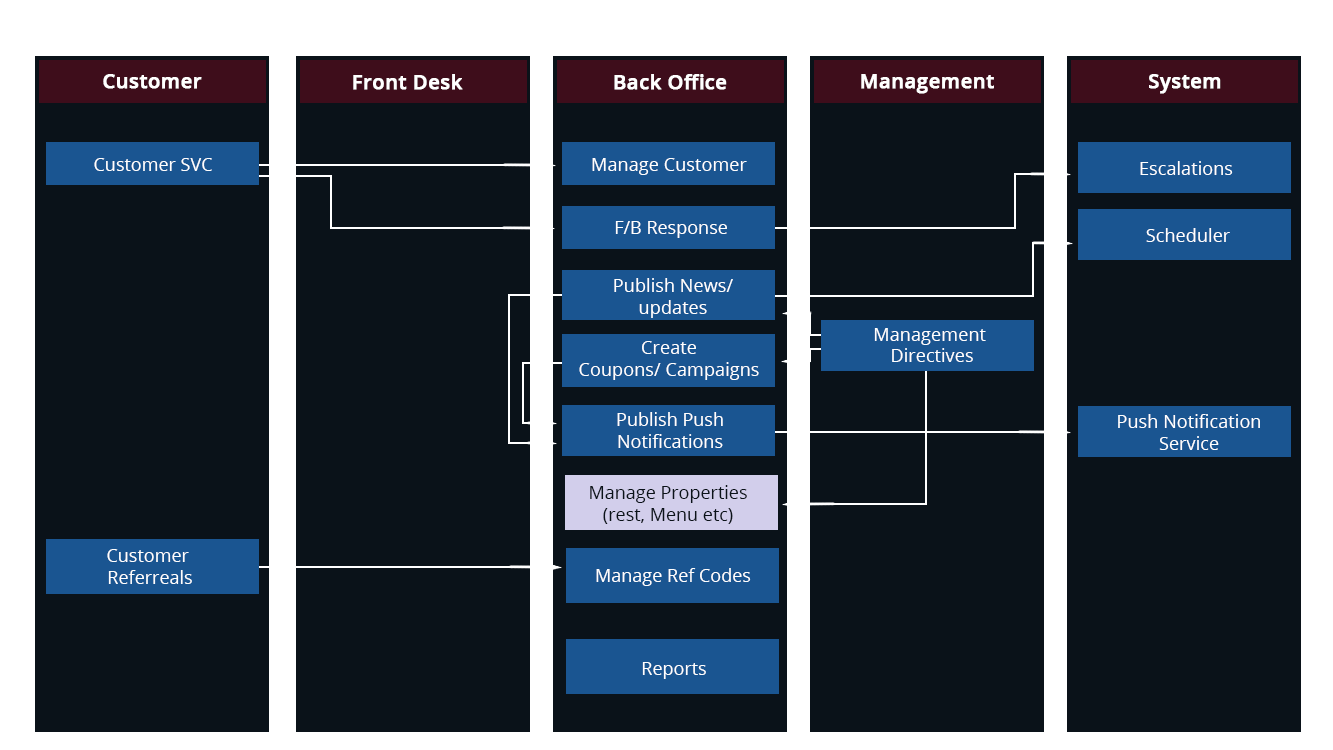 Customer
Front Desk
Back Office
Management
System
Customer SVC
Manage Customer
Escalations
F/B Response
Scheduler
Publish News/
updates
Management
Directives
Create
Coupons/ Campaigns
Publish Push
Notifications
Push Notification
Service
Manage Properties
(rest, Menu etc)
Customer
Referreals
Manage Ref Codes
Reports